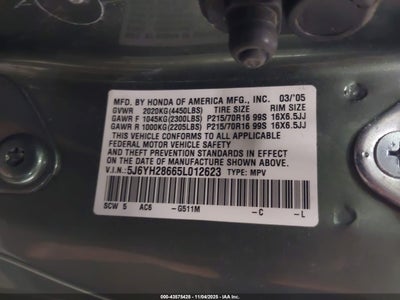 MFD. BY HONDA OF AMERICA MFG., INC. 03/'05
GVWR 2020KG(4450LBS) TIRE SIZE RIM SIZE
GAWR F 1045KG(2300LBS) P215/70R16 99S 16X6.5JJ
GAWR R 1000KG(2205LBS) P215/70R16 99S 16X6.5JJ
THIS VEHICLE CONFORMS TO ALL APPLICABLE
FEDERAL MOTOR VEHICLE SAFETY
AND THEFT PREVENTION STANDARDS IN EFFECT
ON THE DATE OF MANUFACTURE SHOWN ABOVE.
V.I.N: 5J6YH28665L012623 TYPE: MPV
SCW 5 AC6 -G511M -C -L
ID: 000-43575425 - 11/04/2025 - IAA Inc. - Copyright